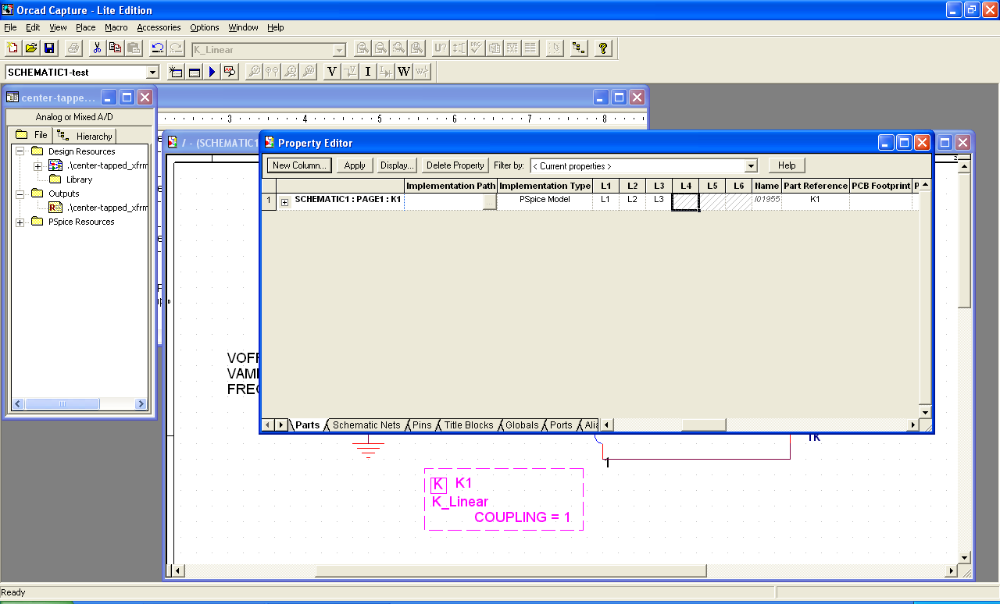 Orcad Capture - Lite Edition
File Edit View Place Macro Accessories Options Window Help
K_Linear
U? DRC ?
SCHEMATIC1-test
V I W
center-tappe...
Analog or Mixed A/D
File Hierarchy
Design Resources
.\center-tapped_xfrm
Library
Outputs
.\center-tapped_xfrm
PSpice Resources
3 4 5 6 7 8
/ - (SCHEMATIC1
Property Editor
New Column... Apply Display... Delete Property Filter by: < Current properties > Help
Implementation Path Implementation Type L1 L2 L3 L4 L5 L6 Name Part Reference PCB Footprint P
1 SCHEMATIC1 : PAGE1 : K1 PSpice Model L1 L2 L3 I01955 K1
Parts Schematic Nets Pins Title Blocks Globals Ports Alia
VOFF
VAMP
FREQ
1K
1
K K1
K_Linear
COUPLING = 1
Ready